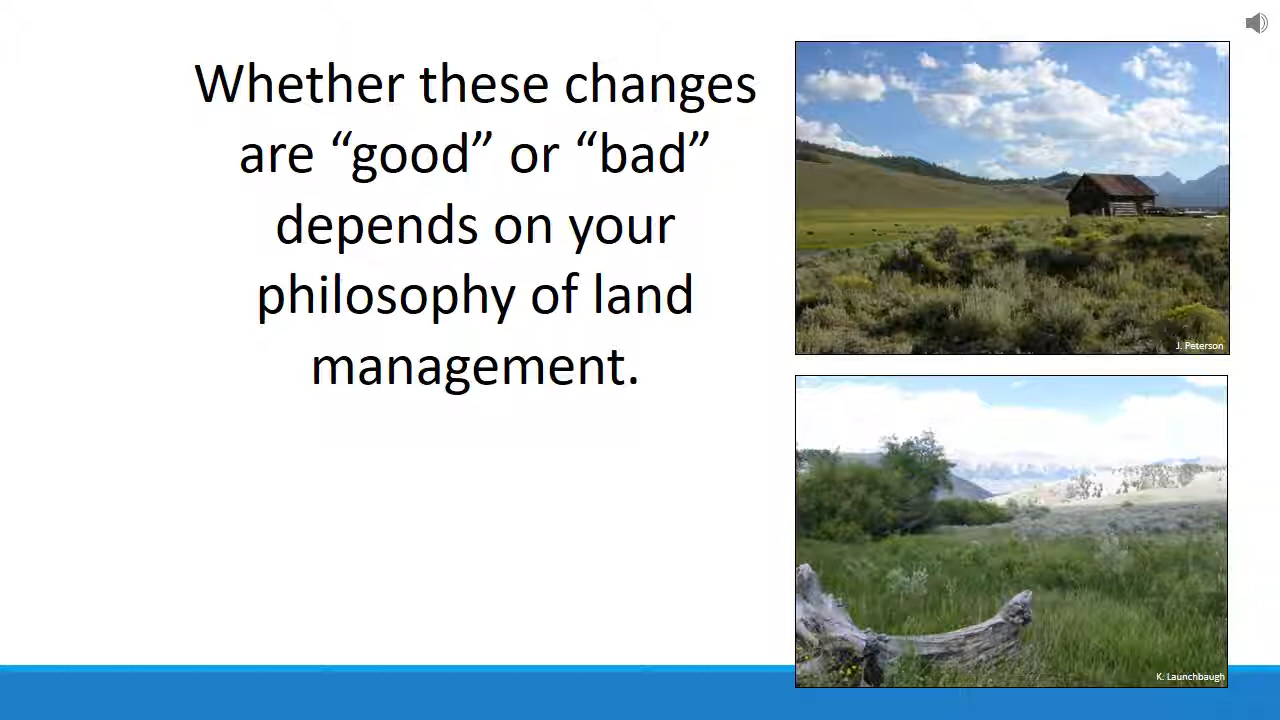 Whether these changes
are “good” or “bad”
depends on your
philosophy of land
management.
J. Peterson
K. Launchbaugh